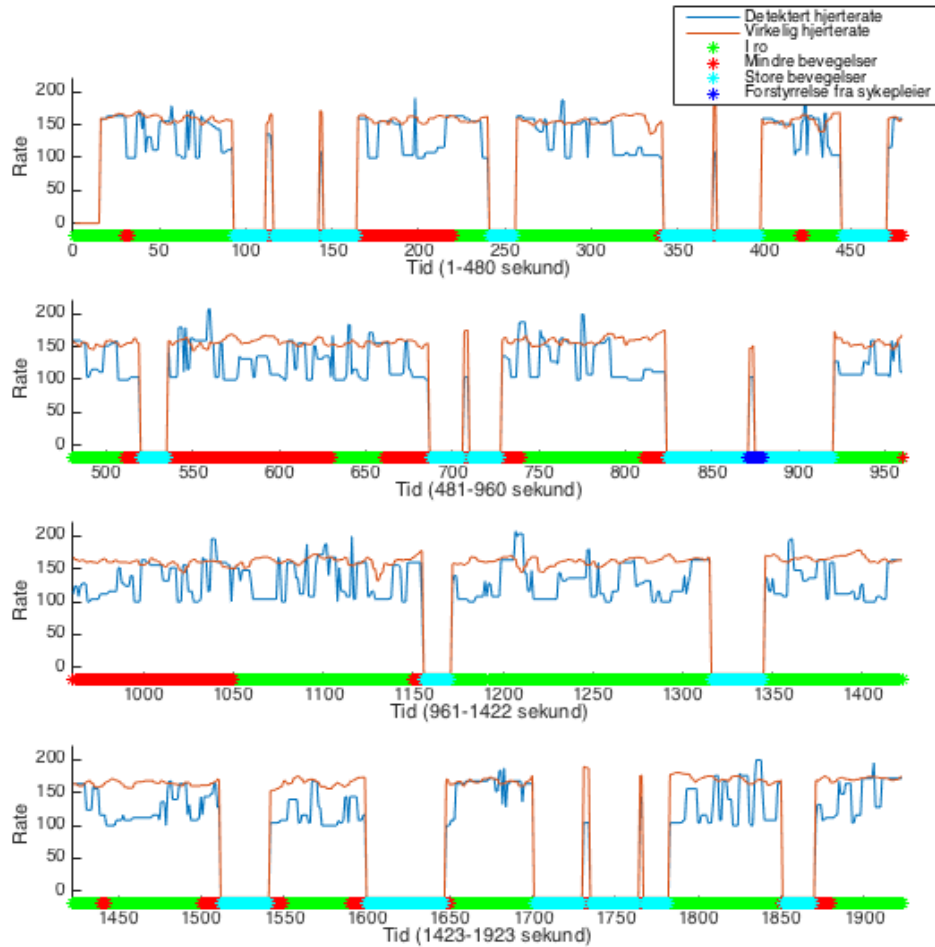 Detektert hjerterate
Virkelig hjerterate
I ro
Mindre bevegelser
Store bevegelser
Forstyrrelse fra sykepleier
200
150
100
50
0
Rate
0 50 100 150 200 250 300 350 400 450
Tid (1-480 sekund)
200
150
100
50
0
Rate
500 550 600 650 700 750 800 850 900 950
Tid (481-960 sekund)
200
150
100
50
0
Rate
1000 1050 1100 1150 1200 1250 1300 1350 1400
Tid (961-1422 sekund)
200
150
100
50
0
Rate
1450 1500 1550 1600 1650 1700 1750 1800 1850 1900
Tid (1423-1923 sekund)